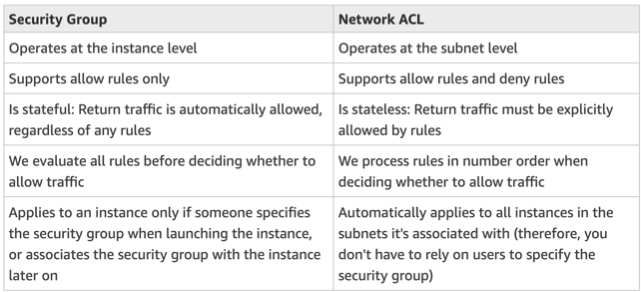 Security Group
Network ACL
Operates at the instance level
Operates at the subnet level
Supports allow rules only
Supports allow rules and deny rules
Is stateful: Return traffic is automatically allowed,
regardless of any rules
Is stateless: Return traffic must be explicitly
allowed by rules
We evaluate all rules before deciding whether to
allow traffic
We process rules in number order when
deciding whether to allow traffic
Applies to an instance only if someone specifies
the security group when launching the instance,
or associates the security group with the instance
later on
Automatically applies to all instances in the
subnets it's associated with (therefore, you
don't have to rely on users to specify the
security group)